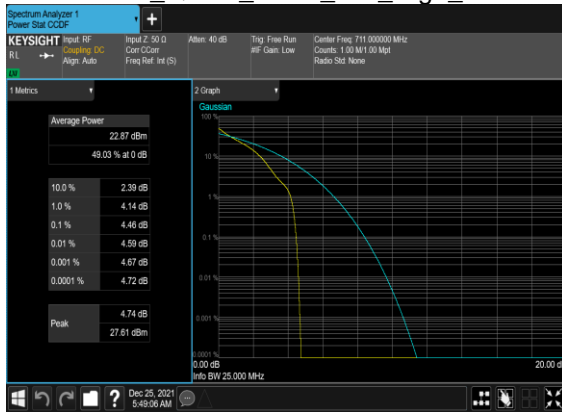 Spectrum Analyzer 1
Power Stat CCDF
KEYSIGHT
RL
Input: RF
Coupling: DC
Align: Auto
Input Z: 50 Ω
Corr CCorr
Freq Ref: Int (S)
Atten: 40 dB
Trig: Free Run
#IF Gain: Low
Center Freq: 711.000000 MHz
Counts: 1.00 M/1.00 Mpt
Radio Std: None
1 Metrics
Average Power
22.87 dBm
49.03 % at 0 dB
10.0 % 2.39 dB
1.0 % 4.14 dB
0.1 % 4.46 dB
0.01 % 4.59 dB
0.001 % 4.67 dB
0.0001 % 4.72 dB
Peak 4.74 dB
27.61 dBm
2 Graph
Gaussian
100 %
10 %
1 %
0.1 %
0.01 %
0.001 %
0.0001 %
0.00 dB
20.00 d
Info BW 25.000 MHz
Dec 25, 2021
5:49:06 AM